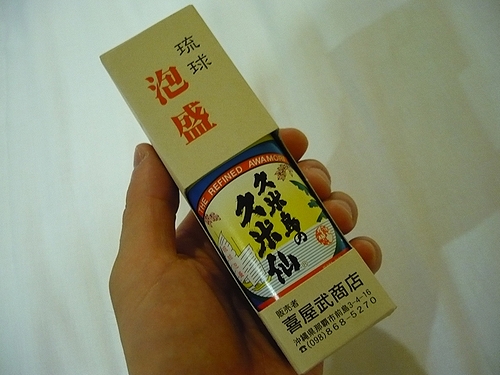 琉球
泡盛
THE REFINED AWAMORI
久米島の
久米仙
販売者
喜屋武商店
沖縄県那覇市前島3-4-16
☎(098)868-5270